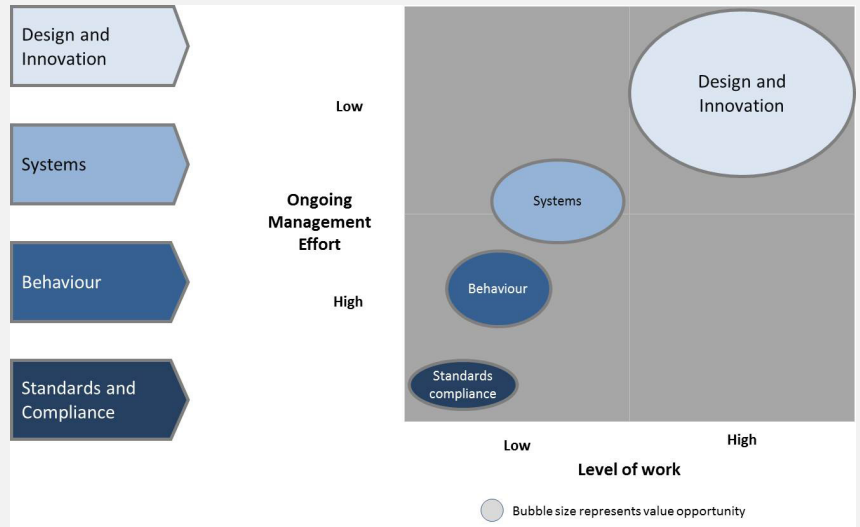 Design and
Innovation
Systems
Behaviour
Standards and
Compliance
Low
Ongoing
Management
Effort
High
Design and
Innovation
Systems
Behaviour
Standards
compliance
Low
High
Level of work
Bubble size represents value opportunity